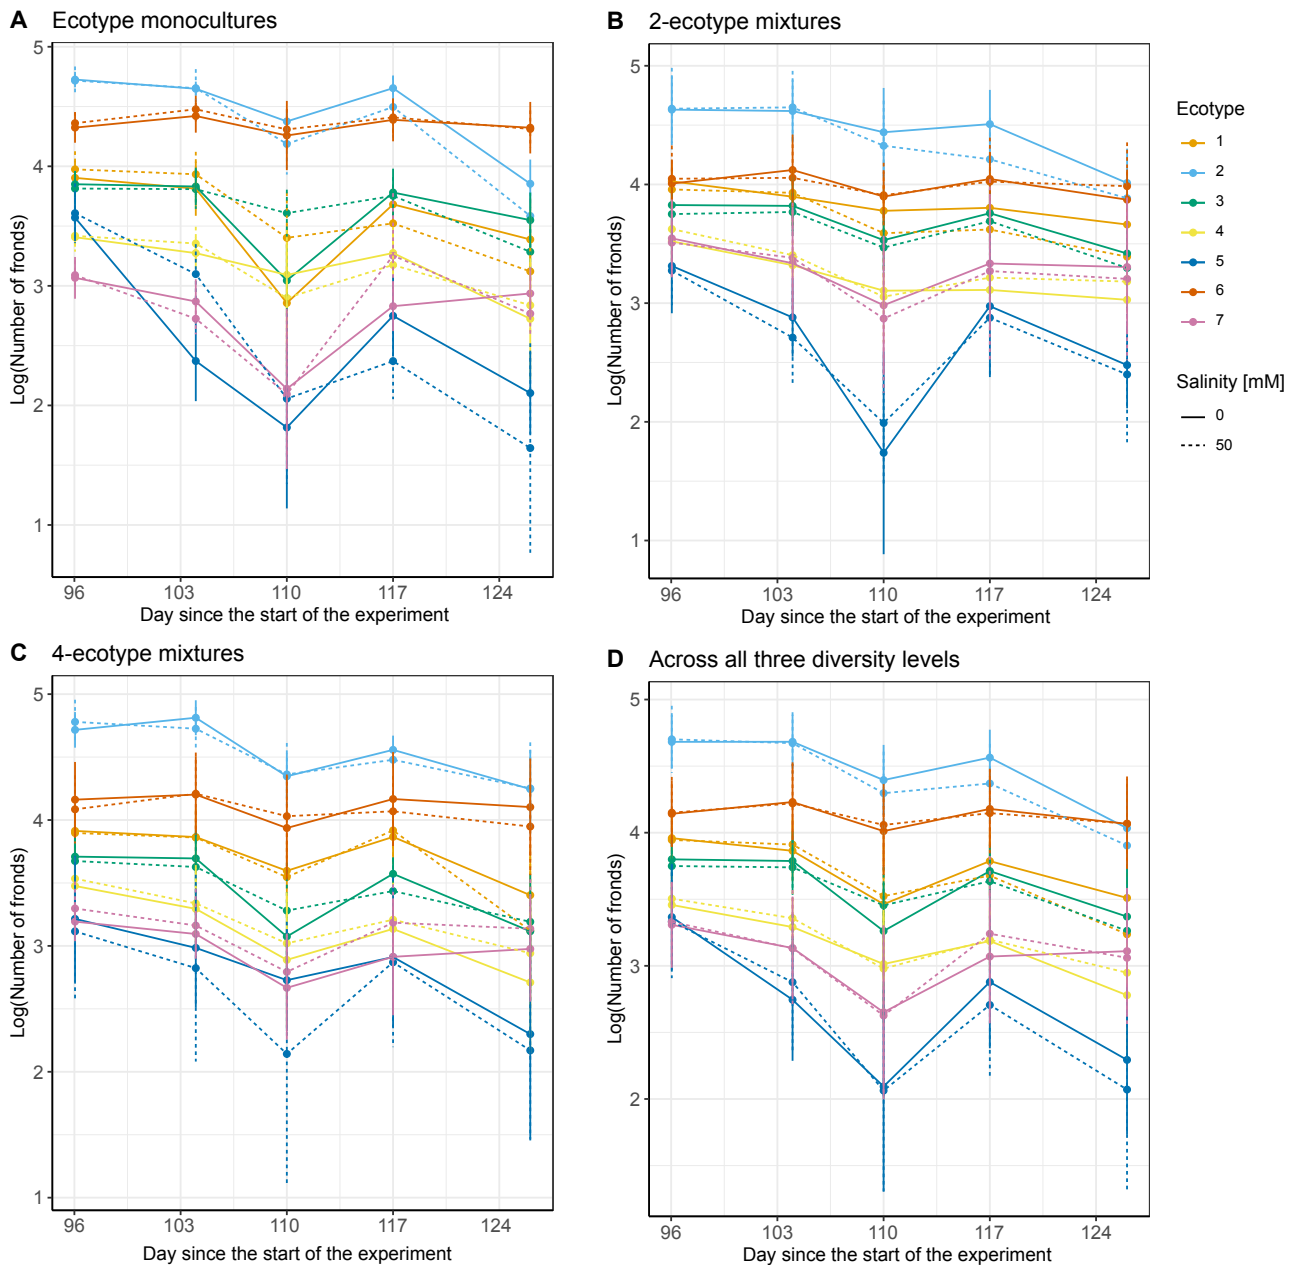 A Ecotype monocultures
5
4
3
2
1
Log(Number of fronds)
96 103 110 117 124
Day since the start of the experiment
B 2-ecotype mixtures
5
4
3
2
1
Log(Number of fronds)
96 103 110 117 124
Day since the start of the experiment
Ecotype
1
2
3
4
5
6
7
Salinity [mM]
0
50
C 4-ecotype mixtures
5
4
3
2
1
Log(Number of fronds)
96 103 110 117 124
Day since the start of the experiment
D Across all three diversity levels
5
4
3
2
Log(Number of fronds)
96 103 110 117 124
Day since the start of the experiment